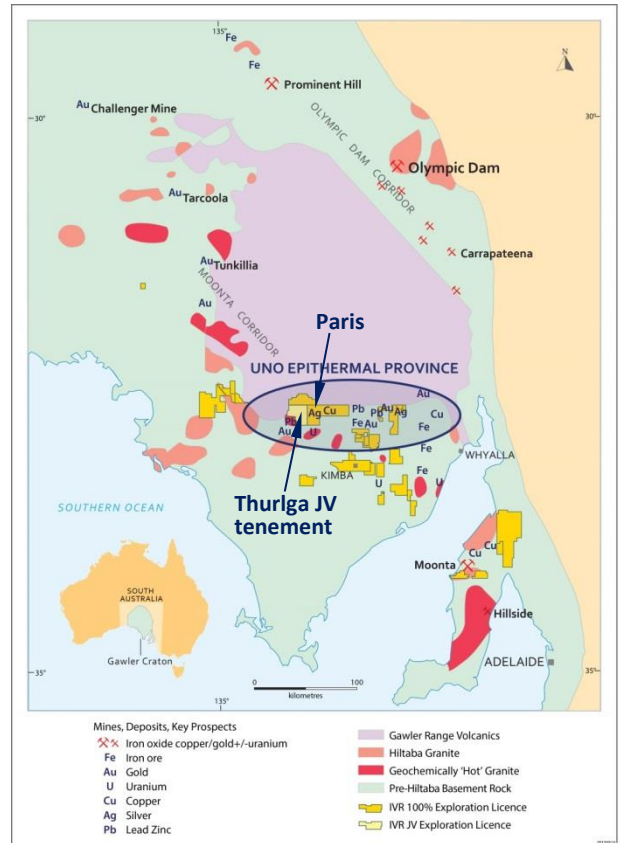 135°
Fe
Fe
N
Prominent Hill
Au Challenger Mine
30°
30°
OLYMPIC DAM CORRIDOR
Olympic Dam
Au Tarcoola
Carrapateena
Au Tunkillia
MOONTA CORRIDOR
Au
Paris
UNO EPITHERMAL PROVINCE
Au
Pb
Ag
Cu
Pb
Pb
Au
Ag
Cu
Au
U
Fe
Au
Fe
Fe
WHYALLA
KIMBA
U
Fe
U
Thurlga JV
tenement
SOUTHERN OCEAN
Cu
Cu
Moonta
Hillside
SOUTH
AUSTRALIA
Gawler Craton
ADELAIDE
35°
35°
0
100
kilometres
135°
Mines, Deposits, Key Prospects
Iron oxide copper/gold+/-uranium
Fe Iron ore
Au Gold
U Uranium
Cu Copper
Ag Silver
Pb Lead Zinc
Gawler Range Volcanics
Hiltaba Granite
Geochemically 'Hot' Granite
Pre-Hiltaba Basement Rock
IVR 100% Exploration Licence
IVR JV Exploration Licence